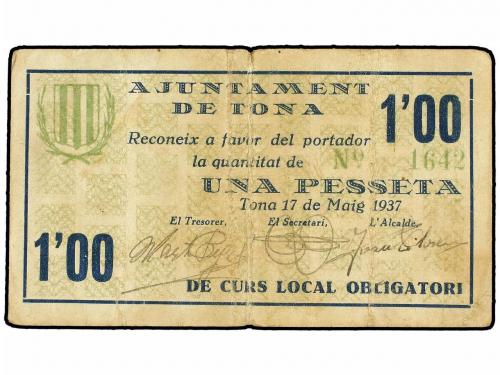 AJUNTAMENT
DE TONA
1'00
Reconeix a favor del portador
la quantitat de
Nº 1642
UNA PESSETA
Tona 17 de Maig 1937
El Tresorer, El Secretari, L'Alcalde,
1'00
DE CURS LOCAL OBLIGATORI